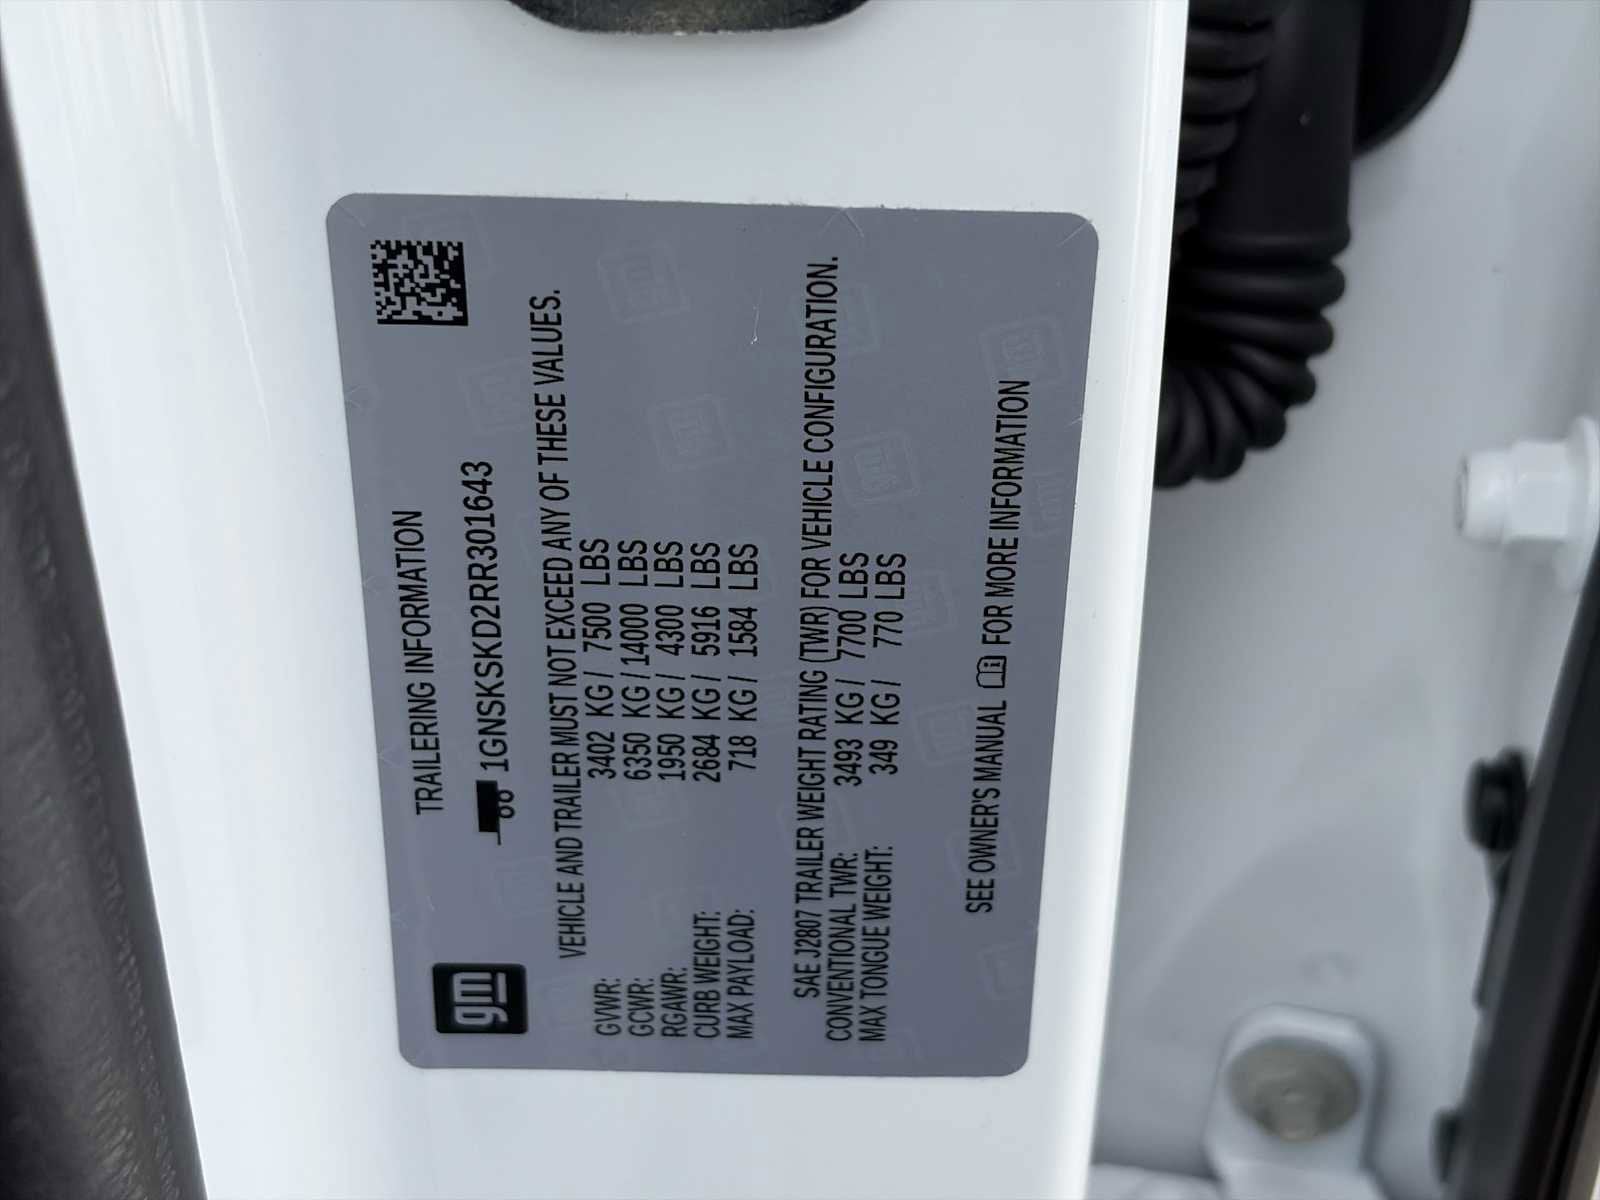 gm
TRAILERING INFORMATION
1GNSKSKD2RR301643
VEHICLE AND TRAILER MUST NOT EXCEED ANY OF THESE VALUES.
GVWR: 3402 KG / 7500 LBS
GCWR: 6350 KG / 14000 LBS
RGAWR: 1950 KG / 4300 LBS
CURB WEIGHT: 2684 KG / 5916 LBS
MAX PAYLOAD: 718 KG / 1584 LBS
SAE J2807 TRAILER WEIGHT RATING (TWR) FOR VEHICLE CONFIGURATION.
CONVENTIONAL TWR: 3493 KG / 7700 LBS
MAX TONGUE WEIGHT: 349 KG / 770 LBS
SEE OWNER'S MANUAL FOR MORE INFORMATION